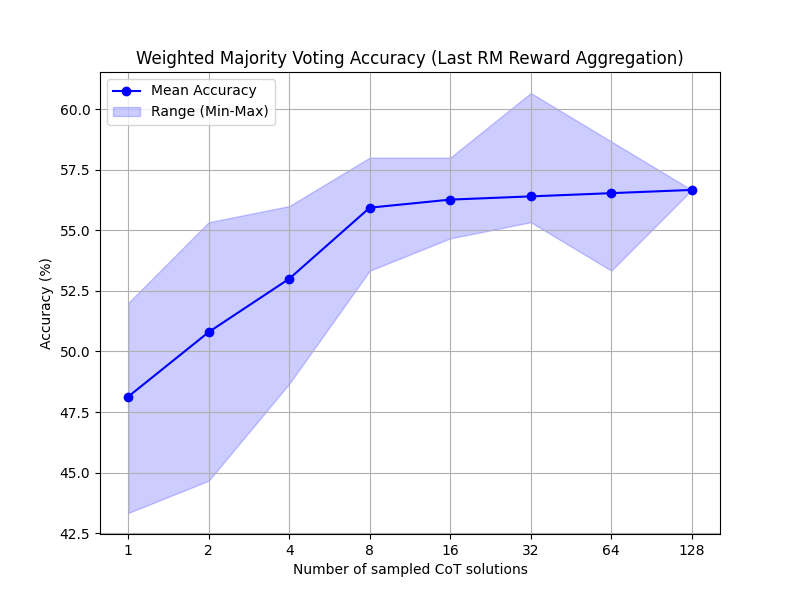 Weighted Majority Voting Accuracy (Last RM Reward Aggregation)
Mean Accuracy
Range (Min-Max)
Accuracy (%)
60.0
57.5
55.0
52.5
50.0
47.5
45.0
42.5
1 2 4 8 16 32 64 128
Number of sampled CoT solutions